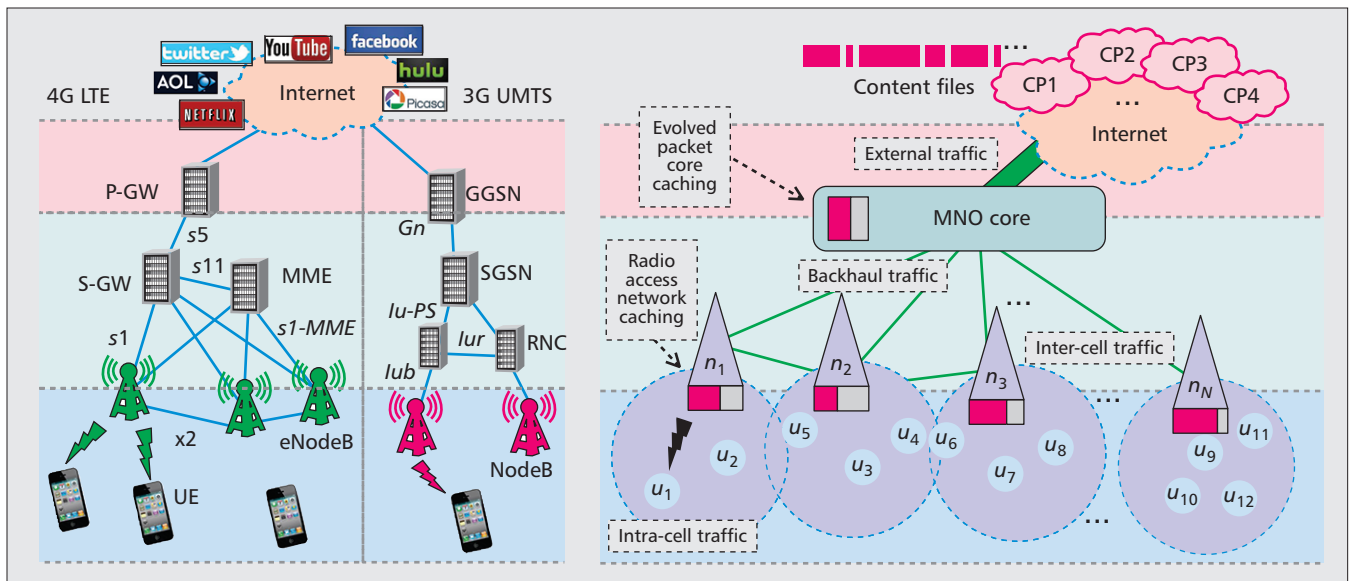 twitter
YouTube
facebook
AOL
hulu
4G LTE
Internet
3G UMTS
NETFLIX
Picasa
P-GW
GGSN
s5
Gn
s11
S-GW
MME
SGSN
Iu-PS
s1
s1-MME
Iur
RNC
Iub
x2
eNodeB
NodeB
UE
...
Content files
CP1
CP2
CP3
CP4
...
Internet
Evolved
packet
core
caching
External traffic
MNO core
Radio
access
network
caching
Backhaul traffic
...
Inter-cell traffic
n1
n2
n3
nN
...
u1
u2
u5
u3
u4
u6
u7
u8
u9
u11
u10
u12
...
Intra-cell traffic